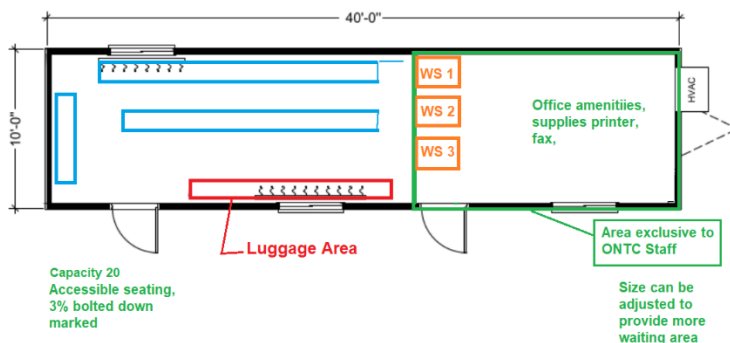 40'-0"
10'-0"
WS 1
WS 2
WS 3
Office amenitiies,
supplies printer,
fax,
HVAC
Luggage Area
Area exclusive to
ONTC Staff
Capacity 20
Accessible seating,
3% bolted down
marked
Size can be
adjusted to
provide more
waiting area